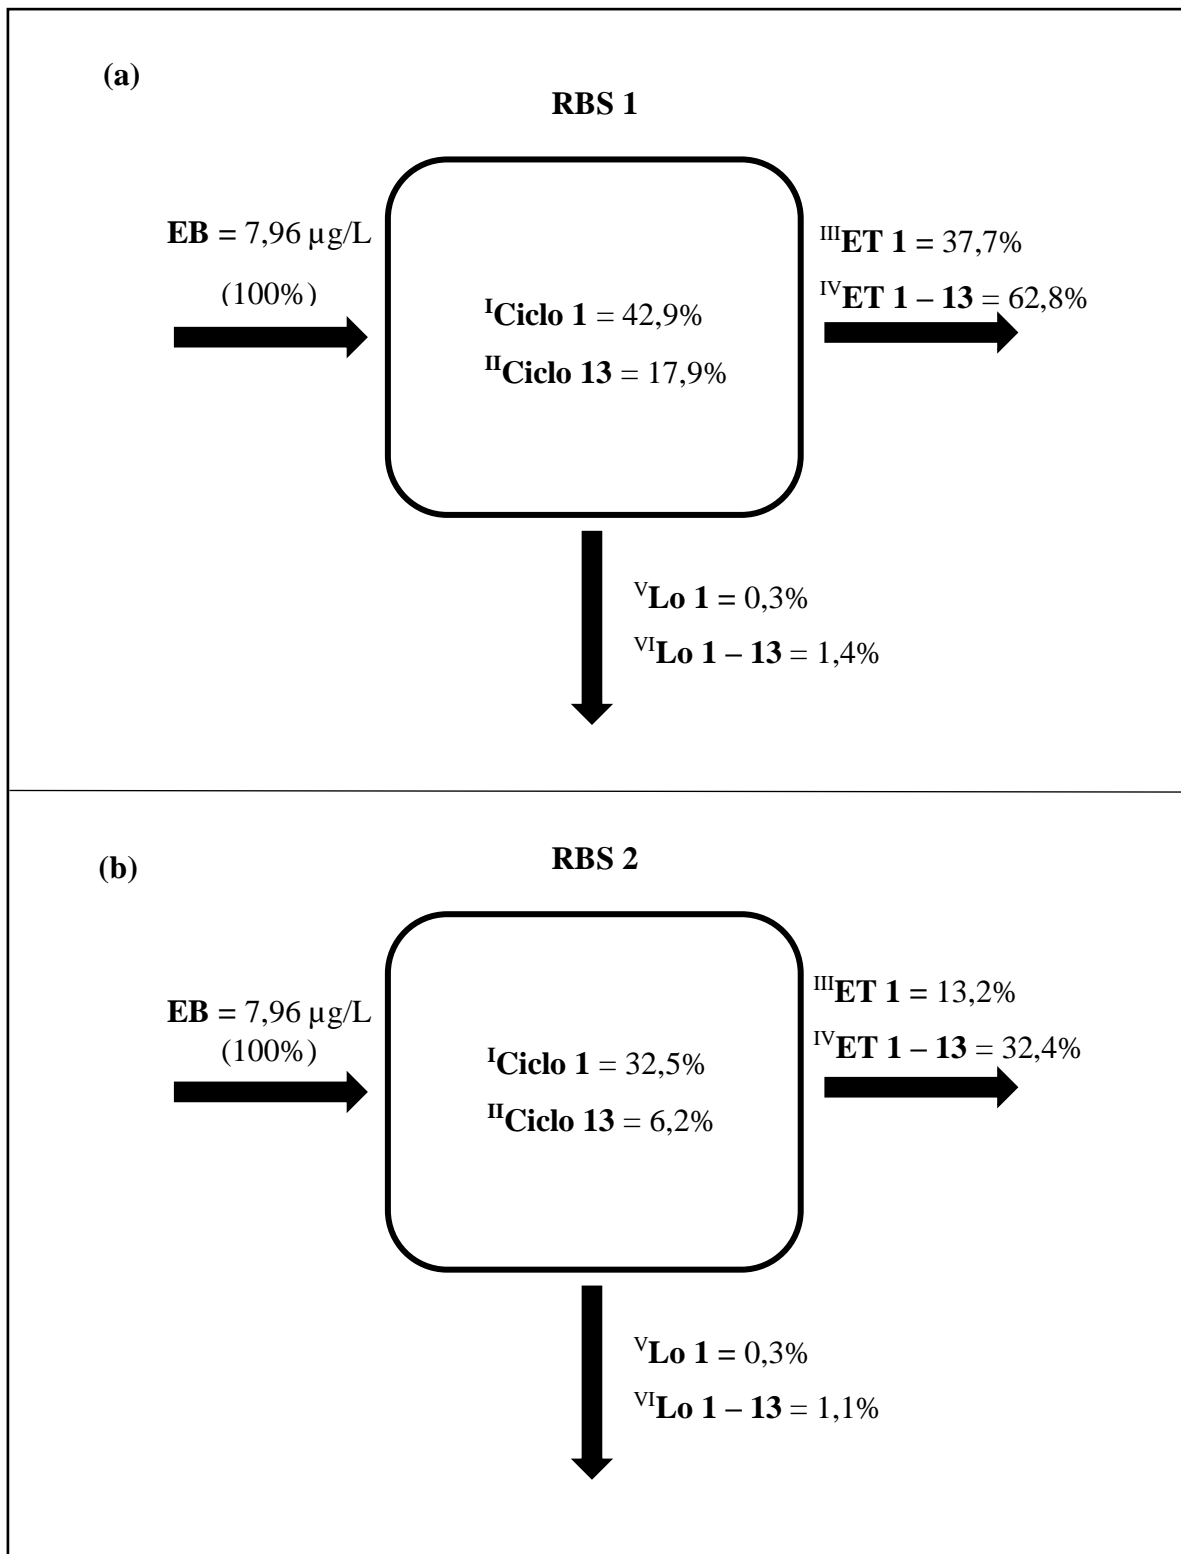 (a)
RBS 1
EB = 7,96 µg/L
(100%)
ᴵCiclo 1 = 42,9%
ᴵᴵCiclo 13 = 17,9%
ᴵᴵᴵET 1 = 37,7%
ᴵⱽET 1 – 13 = 62,8%
ⱽLo 1 = 0,3%
ⱽᴵLo 1 – 13 = 1,4%
(b)
RBS 2
EB = 7,96 µg/L
(100%)
ᴵCiclo 1 = 32,5%
ᴵᴵCiclo 13 = 6,2%
ᴵᴵᴵET 1 = 13,2%
ᴵⱽET 1 – 13 = 32,4%
ⱽLo 1 = 0,3%
ⱽᴵLo 1 – 13 = 1,1%